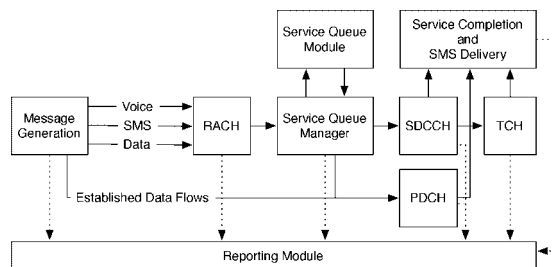 Service Queue
Module
Service Completion
and
SMS Delivery
Message
Generation
Voice
SMS
Data
RACH
Service Queue
Manager
SDCCH
TCH
Established Data Flows
PDCH
Reporting Module